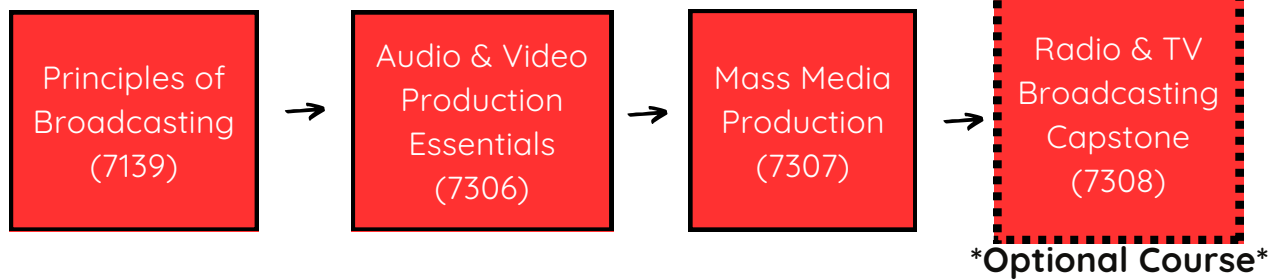 Principles of
Broadcasting
(7139)
Audio & Video
Production
Essentials
(7306)
Mass Media
Production
(7307)
Radio & TV
Broadcasting
Capstone
(7308)
*Optional Course*